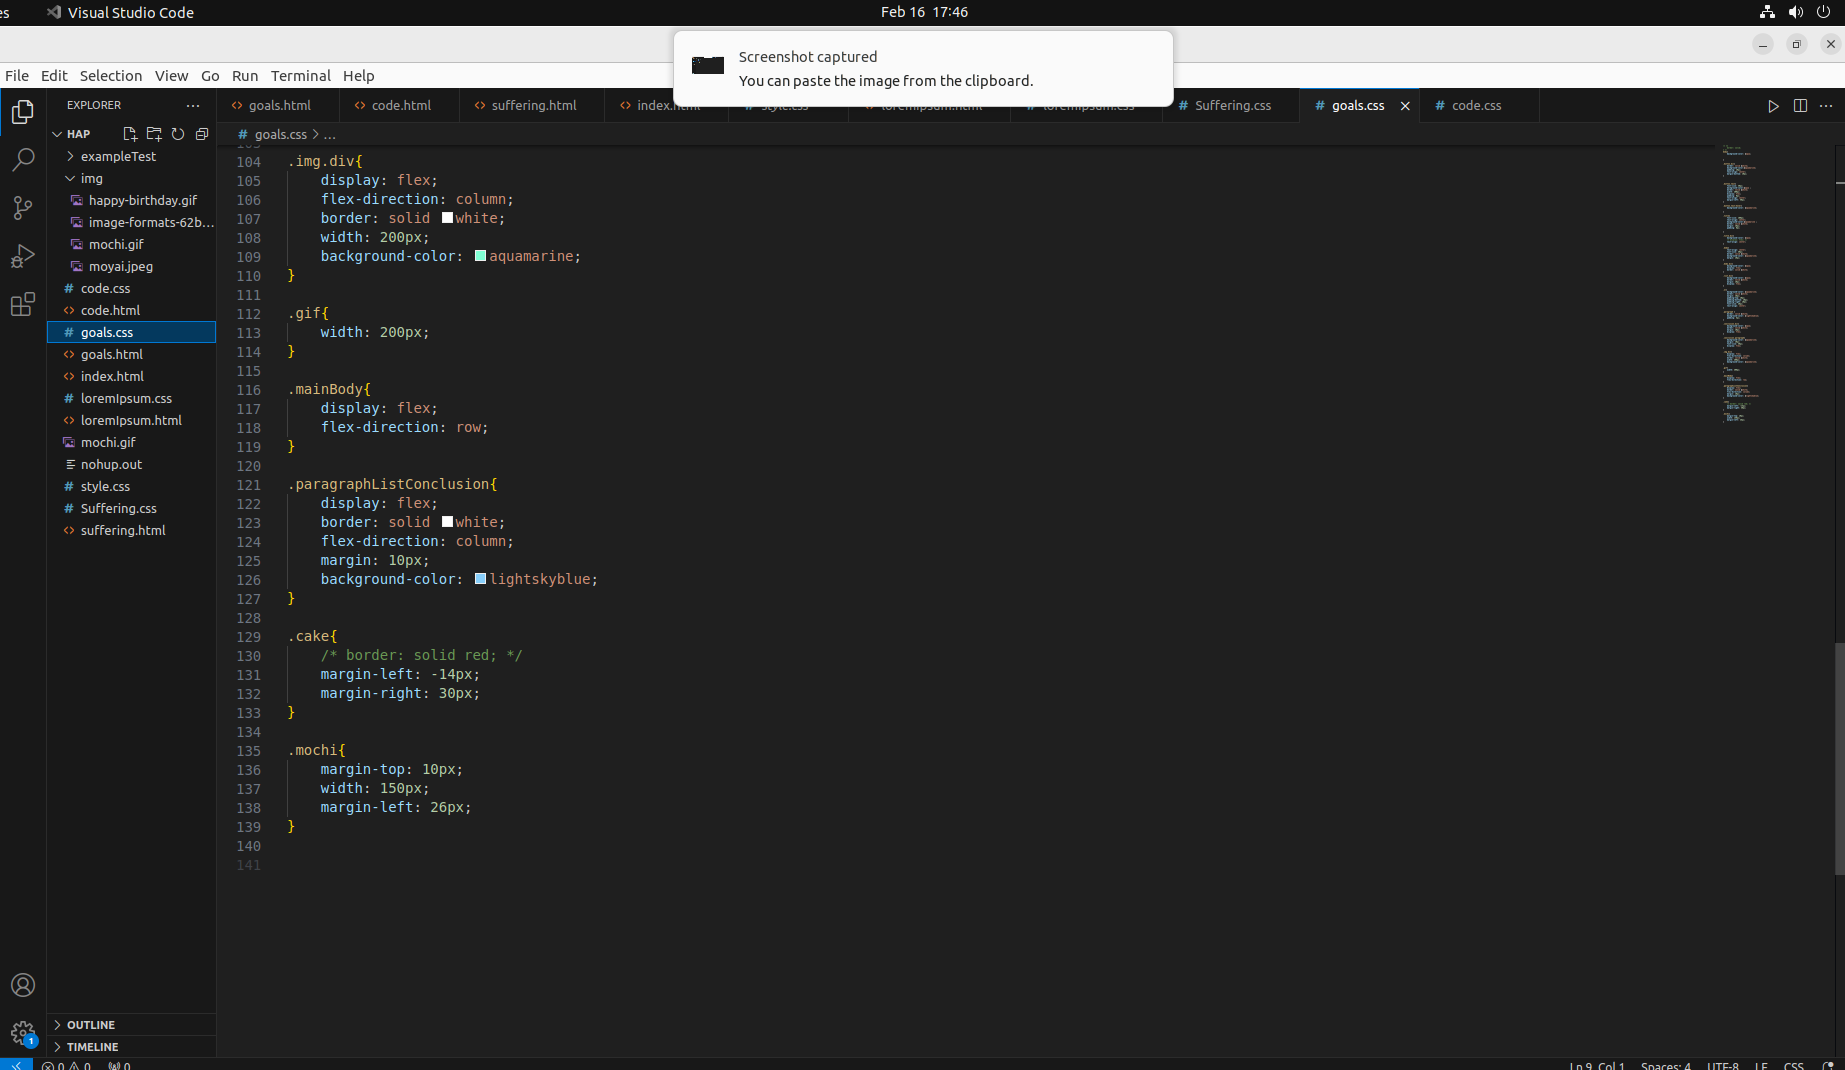 es Visual Studio Code Feb 16 17:46
Screenshot captured
You can paste the image from the clipboard.
File Edit Selection View Go Run Terminal Help
EXPLORER ...
goals.html code.html suffering.html index.html style.css loremIpsum.html loremIpsum.css Suffering.css goals.css code.css
HAP
# goals.css > ...
exampleTest
img
happy-birthday.gif
image-formats-62b...
mochi.gif
moyai.jpeg
# code.css
code.html
# goals.css
goals.html
index.html
# loremIpsum.css
loremIpsum.html
mochi.gif
nohup.out
# style.css
# Suffering.css
suffering.html
103
104 .img.div{
105 display: flex;
106 flex-direction: column;
107 border: solid white;
108 width: 200px;
109 background-color: aquamarine;
110 }
111
112 .gif{
113 width: 200px;
114 }
115
116 .mainBody{
117 display: flex;
118 flex-direction: row;
119 }
120
121 .paragraphListConclusion{
122 display: flex;
123 border: solid white;
124 flex-direction: column;
125 margin: 10px;
126 background-color: lightskyblue;
127 }
128
129 .cake{
130 /* border: solid red; */
131 margin-left: -14px;
132 margin-right: 30px;
133 }
134
135 .mochi{
136 margin-top: 10px;
137 width: 150px;
138 margin-left: 26px;
139 }
140
141
OUTLINE
1
TIMELINE
0 0 0 Ln 9, Col 1 Spaces: 4 UTF-8 LF CSS